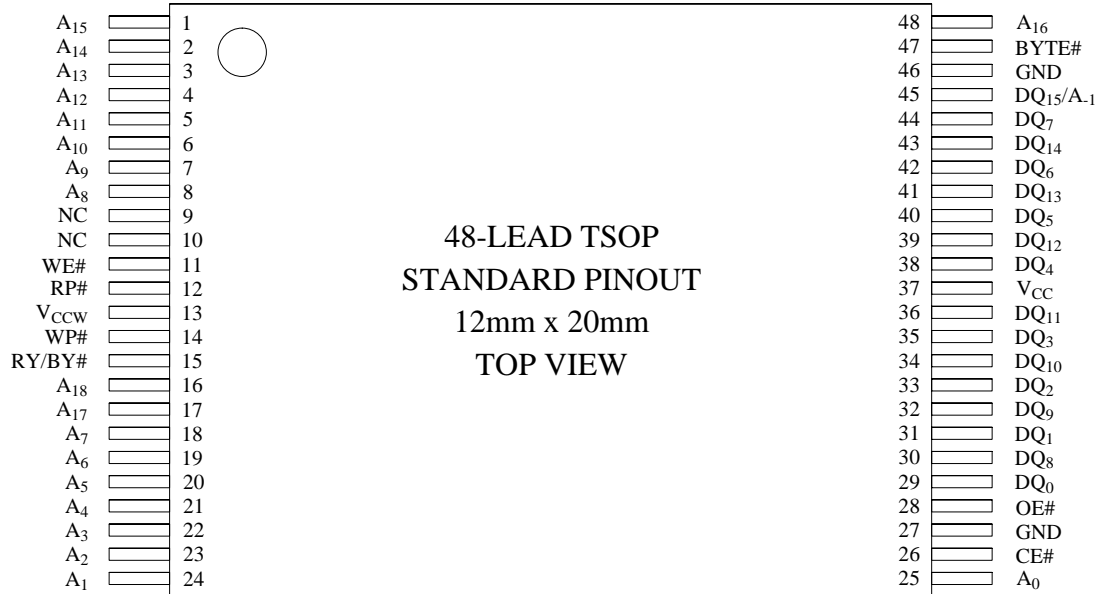 A15 1 48 A16
A14 2 47 BYTE#
A13 3 46 GND
A12 4 45 DQ15/A-1
A11 5 44 DQ7
A10 6 43 DQ14
A9 7 42 DQ6
A8 8 41 DQ13
NC 9 40 DQ5
NC 10 39 DQ12
WE# 11 38 DQ4
RP# 12 37 VCC
VCCW 13 36 DQ11
WP# 14 35 DQ3
RY/BY# 15 34 DQ10
A18 16 33 DQ2
A17 17 32 DQ9
A7 18 31 DQ1
A6 19 30 DQ8
A5 20 29 DQ0
A4 21 28 OE#
A3 22 27 GND
A2 23 26 CE#
A1 24 25 A0
48-LEAD TSOP
STANDARD PINOUT
12mm x 20mm
TOP VIEW